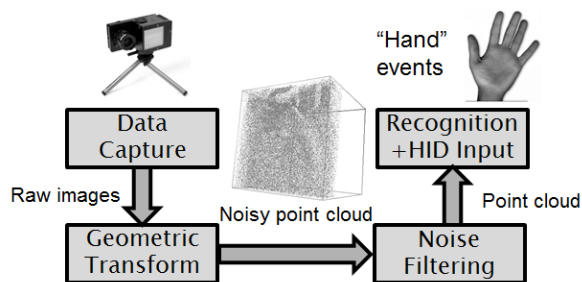 “Hand”
events
Data
Capture
Recognition
+HID Input
Raw images
Noisy point cloud
Point cloud
Geometric
Transform
Noise
Filtering